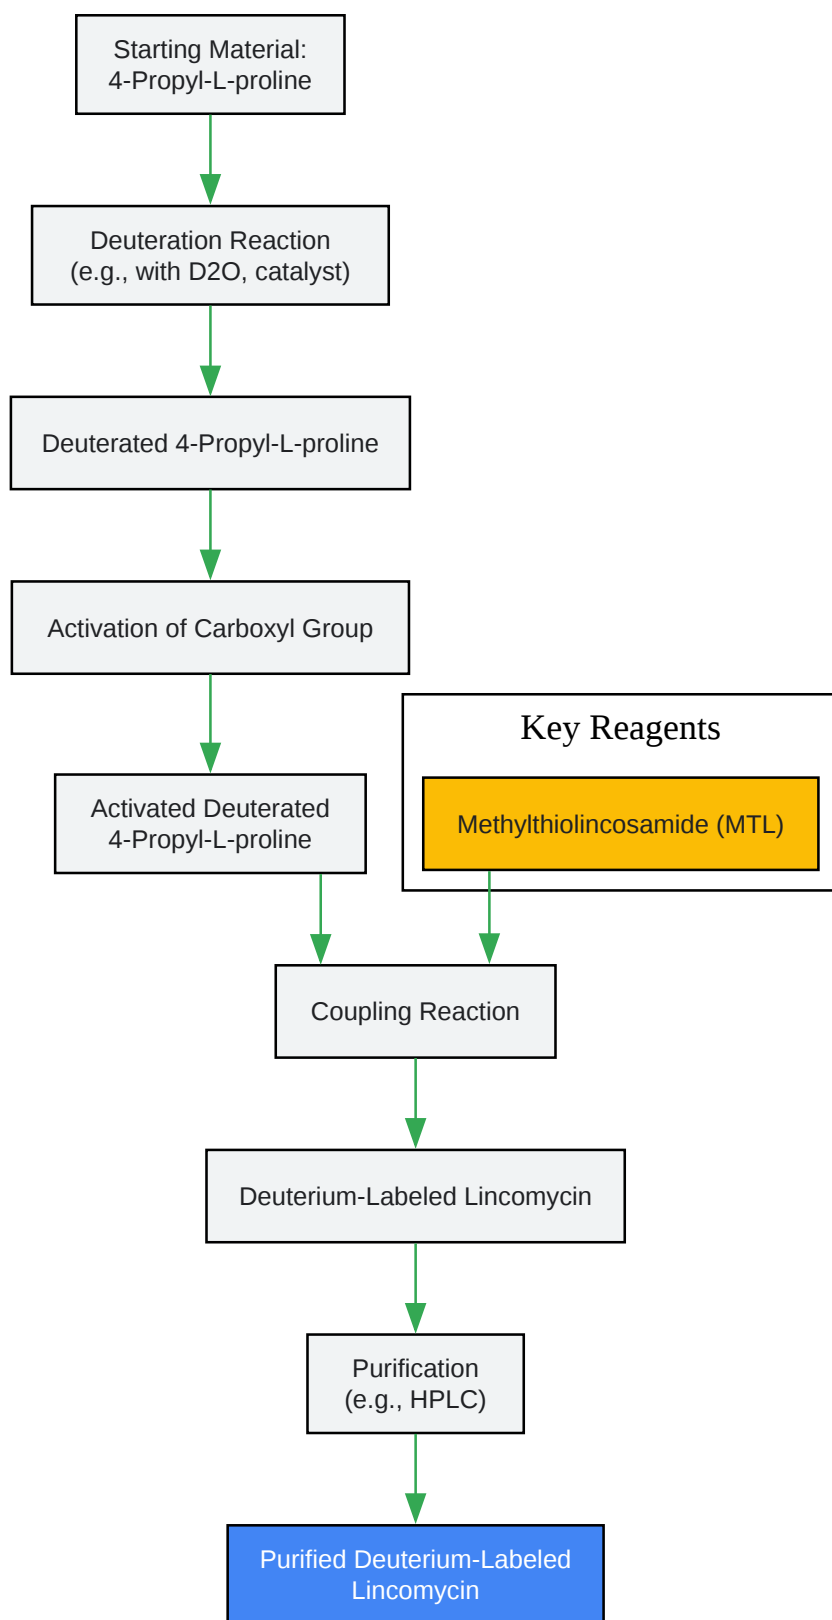 Starting Material:
4-Propyl-L-proline
Deuteration Reaction
(e.g., with D2O, catalyst)
Deuterated 4-Propyl-L-proline
Activation of Carboxyl Group
Key Reagents
Activated Deuterated
4-Propyl-L-proline
Methylthiolincosamide (MTL)
Coupling Reaction
Deuterium-Labeled Lincomycin
Purification
(e.g., HPLC)
Purified Deuterium-Labeled
Lincomycin